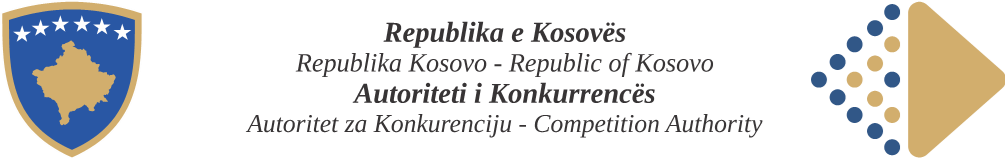 Republika e Kosovës
Republika Kosovo - Republic of Kosovo
Autoriteti i Konkurrencës
Autoritet za Konkurenciju - Competition Authority